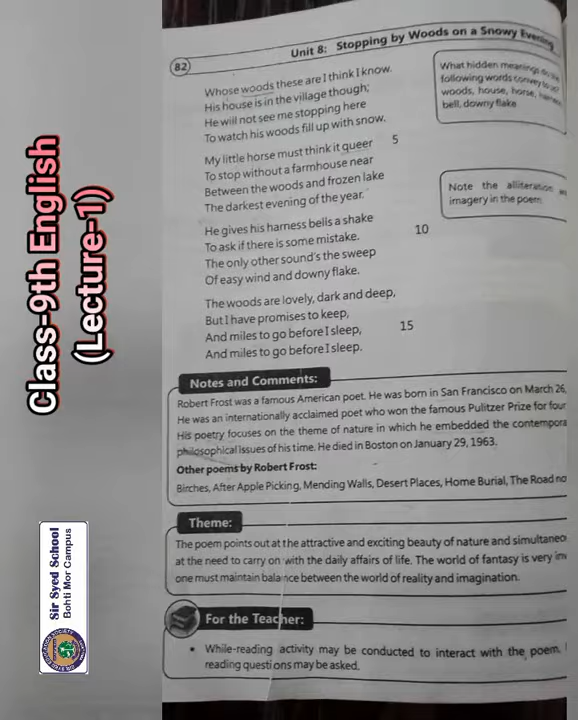 Class-9th English
(Lecture-1)
Sir Syed School
Bohti Mor Campus
82
Unit 8: Stopping by Woods on a Snowy Evening
Whose woods these are I think I know.
His house is in the village though;
He will not see me stopping here
To watch his woods fill up with snow.
My little horse must think it queer 5
To stop without a farmhouse near
Between the woods and frozen lake
The darkest evening of the year.
He gives his harness bells a shake
To ask if there is some mistake. 10
The only other sound's the sweep
Of easy wind and downy flake.
The woods are lovely, dark and deep,
But I have promises to keep,
And miles to go before I sleep, 15
And miles to go before I sleep.
What hidden meanings do the
following words convey
woods, house, horse, harness
bell, downy flake
Note the alliteration
imagery in the poem
Notes and Comments:
Robert Frost was a famous American poet. He was born in San Francisco on March 26,
He was an internationally acclaimed poet who won the famous Pulitzer Prize for four
His poetry focuses on the theme of nature in which he embedded the contempora
philosophical issues of his time. He died in Boston on January 29, 1963.
Other poems by Robert Frost:
Birches, After Apple Picking, Mending Walls, Desert Places, Home Burial, The Road no
Theme:
The poem points out at the attractive and exciting beauty of nature and simultaneo
at the need to carry on with the daily affairs of life. The world of fantasy is very im
one must maintain balance between the world of reality and imagination.
For the Teacher:
• While-reading activity may be conducted to interact with the poem.
reading questions may be asked.